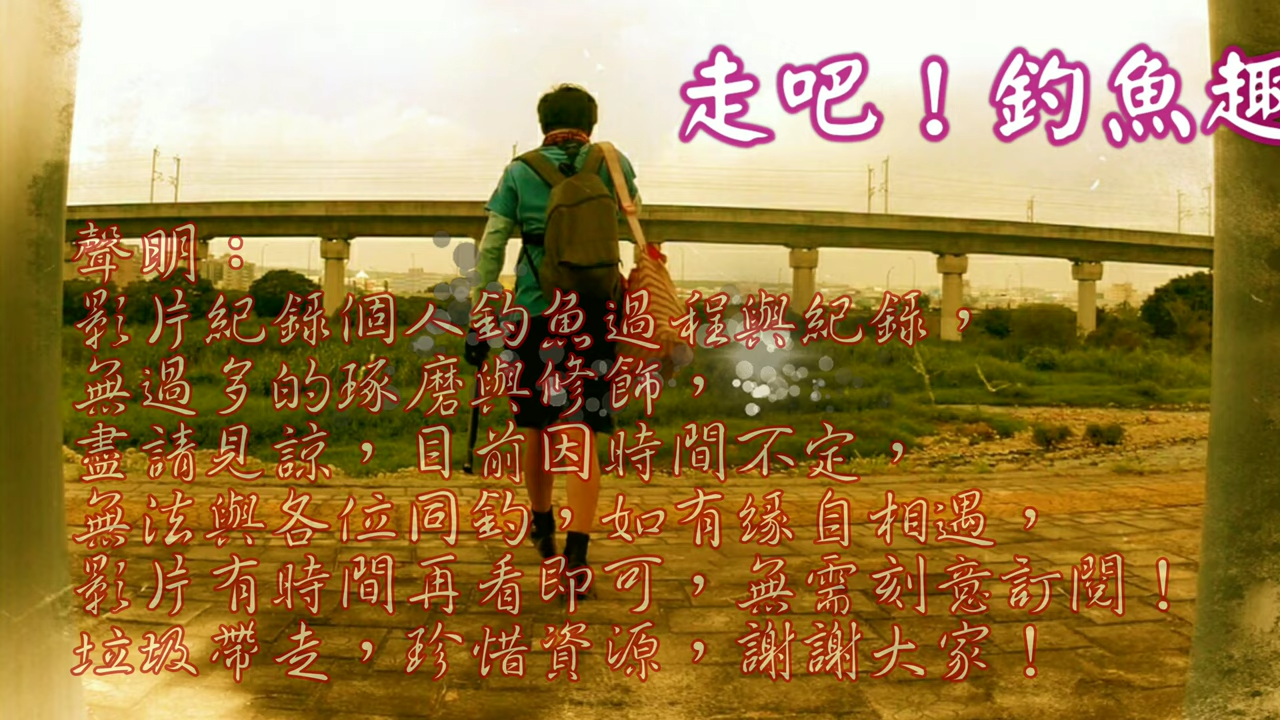 走吧！釣魚趣
聲明：
影片紀錄個人釣魚過程與紀錄，
無過多的琢磨與修飾，
盡請見諒，目前因時間不定，
無法與各位同釣，如有緣自相遇，
影片有時間再看即可，無需刻意訂閱！
垃圾帶走，珍惜資源，謝謝大家！